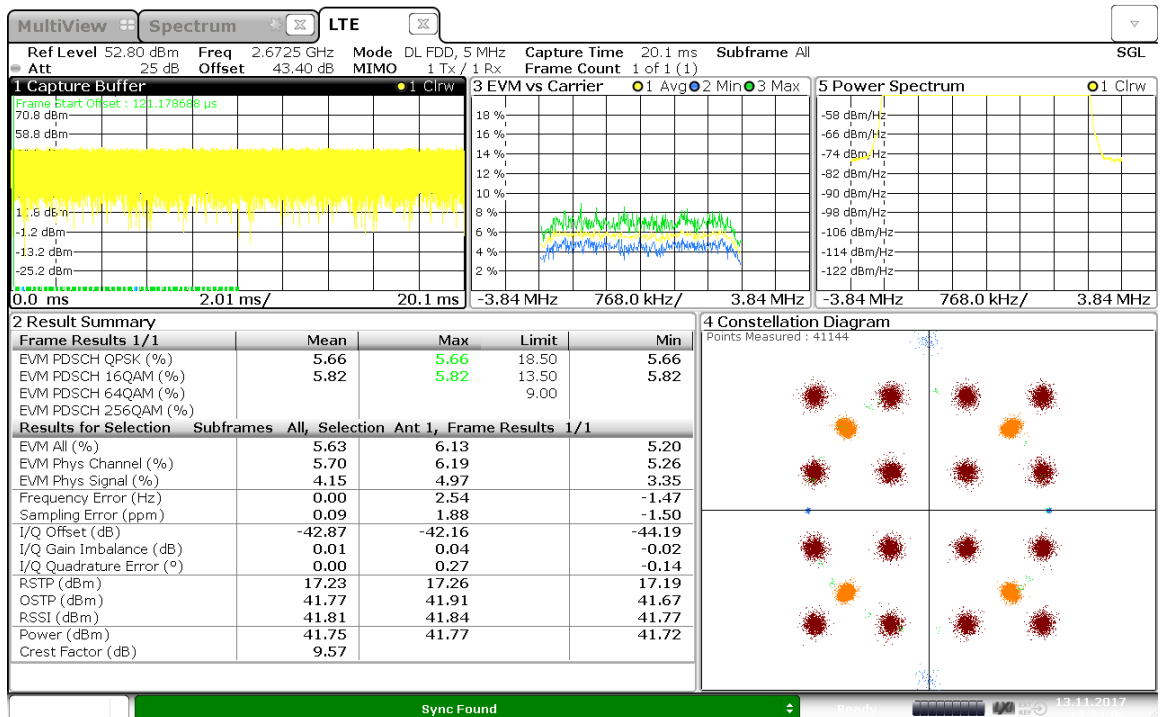 MultiView Spectrum LTE
Ref Level 52.80 dBm Freq 2.6725 GHz Mode DL FDD, 5 MHz Capture Time 20.1 ms Subframe All SGL
Att 25 dB Offset 43.40 dB MIMO 1 Tx / 1 Rx Frame Count 1 of 1 (1)
1 Capture Buffer 1 Clrw
Frame Start Offset : 121.178688 µs
70.8 dBm
58.8 dBm
-1.2 dBm
-13.2 dBm
-25.2 dBm
0.0 ms 2.01 ms/ 20.1 ms
3 EVM vs Carrier 1 Avg 2 Min 3 Max
18 %
16 %
14 %
12 %
10 %
8 %
6 %
4 %
2 %
-3.84 MHz 768.0 kHz/ 3.84 MHz
5 Power Spectrum 1 Clrw
-58 dBm/Hz
-66 dBm/Hz
-74 dBm/Hz
-82 dBm/Hz
-90 dBm/Hz
-98 dBm/Hz
-106 dBm/Hz
-114 dBm/Hz
-122 dBm/Hz
-3.84 MHz 768.0 kHz/ 3.84 MHz
2 Result Summary
Frame Results 1/1 Mean Max Limit Min
EVM PDSCH QPSK (%) 5.66 5.66 18.50 5.66
EVM PDSCH 16QAM (%) 5.82 5.82 13.50 5.82
EVM PDSCH 64QAM (%) 9.00
EVM PDSCH 256QAM (%)
Results for Selection Subframes All, Selection Ant 1, Frame Results 1/1
EVM All (%) 5.63 6.13 5.20
EVM Phys Channel (%) 5.70 6.19 5.26
EVM Phys Signal (%) 4.15 4.97 3.35
Frequency Error (Hz) 0.00 2.54 -1.47
Sampling Error (ppm) 0.09 1.88 -1.50
I/Q Offset (dB) -42.87 -42.16 -44.19
I/Q Gain Imbalance (dB) 0.01 0.04 -0.02
I/Q Quadrature Error (º) 0.00 0.27 -0.14
RSTP (dBm) 17.23 17.26 17.19
OSTP (dBm) 41.77 41.91 41.67
RSSI (dBm) 41.81 41.84 41.77
Power (dBm) 41.75 41.77 41.72
Crest Factor (dB) 9.57
4 Constellation Diagram
Points Measured : 41144
Sync Found
Ready
LXI EXT REF
13.11.2017